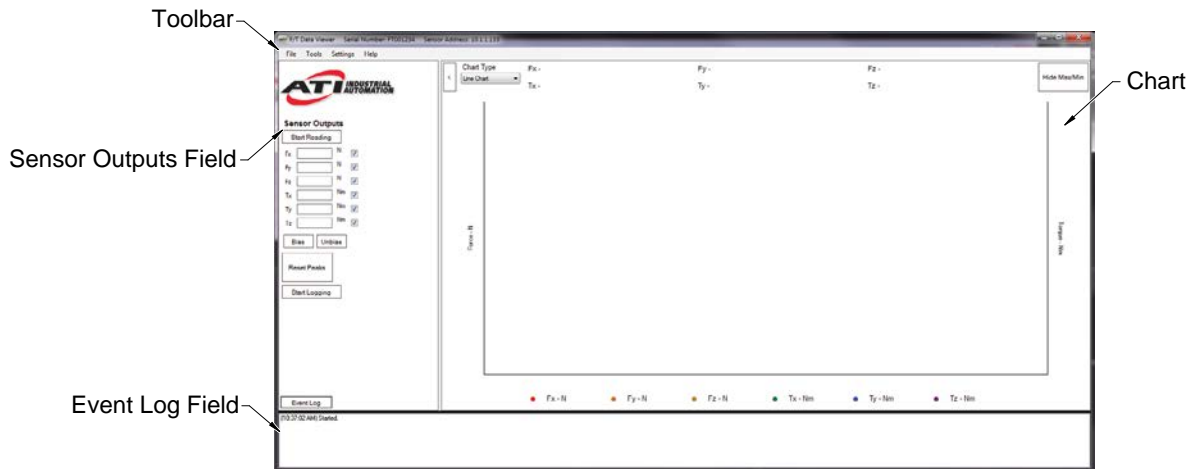 Toolbar
F/T Data Viewer Serial Number: FT001234 Sensor Address: 10.1.1.133
File Tools Settings Help
ATI INDUSTRIAL AUTOMATION
< Chart Type Fx - Fy - Fz - Hide Max/Min
Line Chart Tx - Ty - Tz -
Chart
Sensor Outputs
Start Reading
Sensor Outputs Field
Fx N
Fy N
Fz N
Tx Nm
Ty Nm
Tz Nm
Bias Unbias
Force - N
Torque - Nm
Reset Peaks
Start Logging
Event Log Field
Event Log
Fx - N Fy - N Fz - N Tx - Nm Ty - Nm Tz - Nm
(10:37:02 AM) Started.